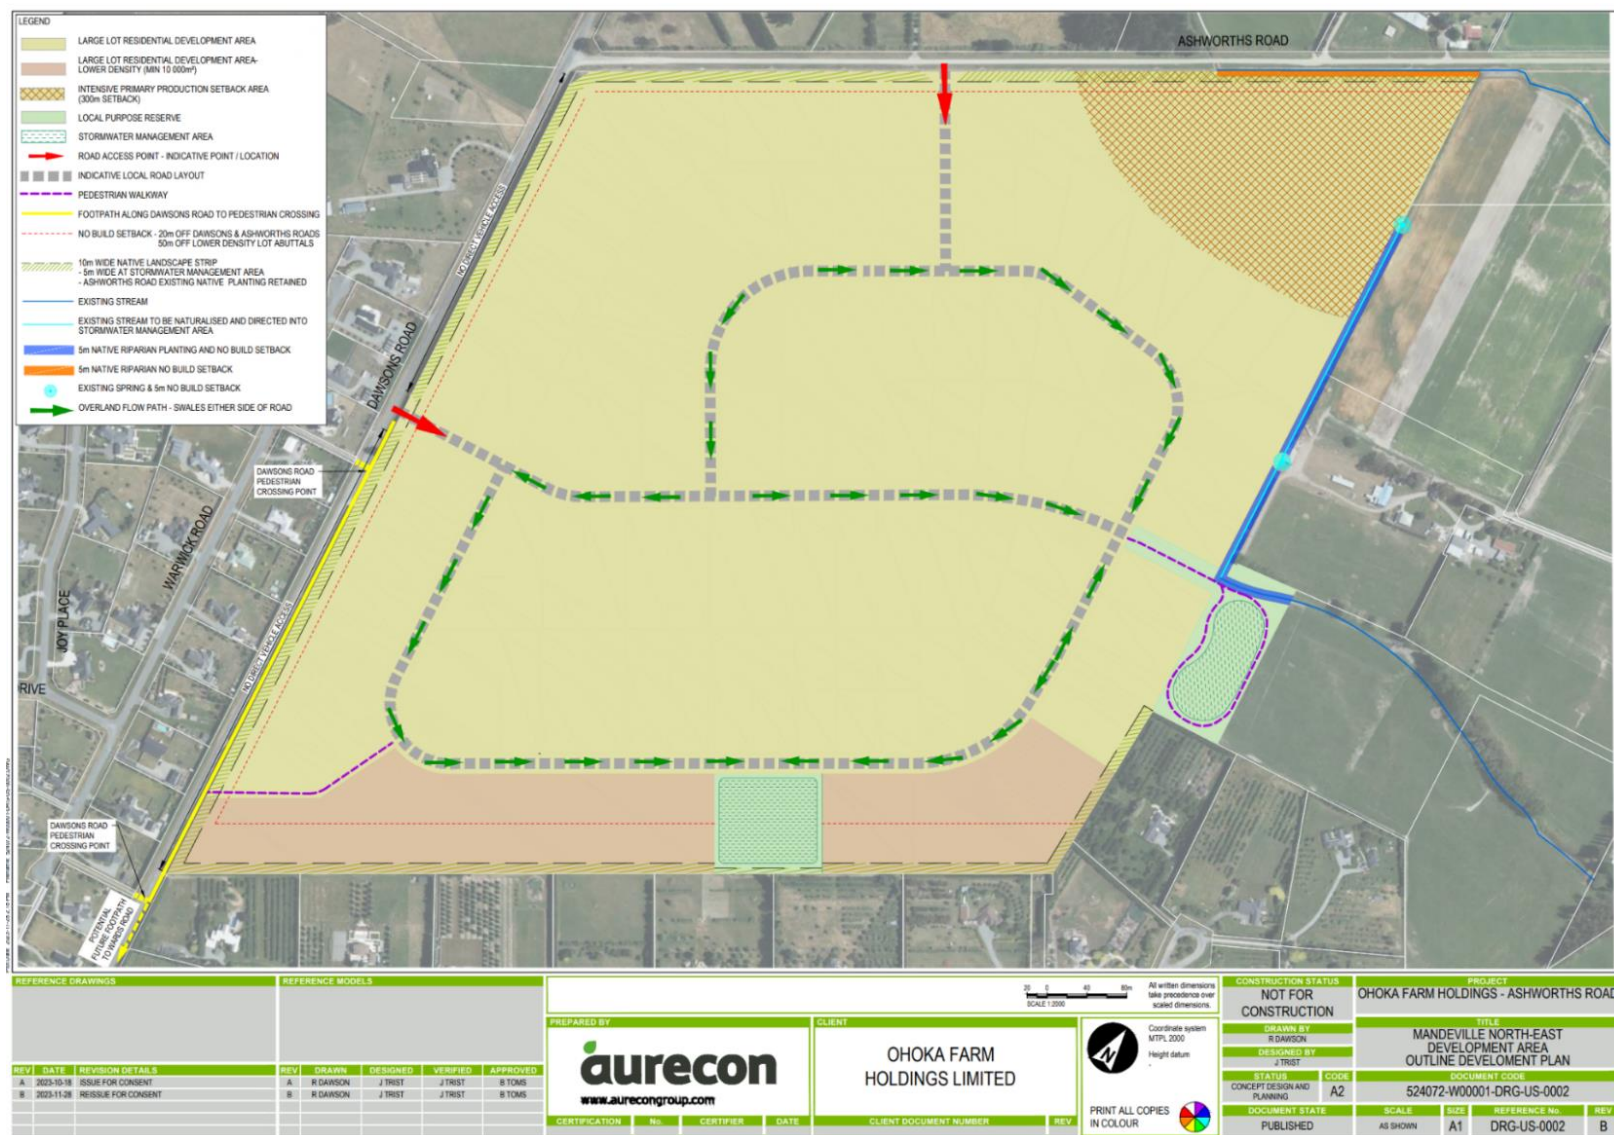 LEGEND
LARGE LOT RESIDENTIAL DEVELOPMENT AREA
LARGE LOT RESIDENTIAL DEVELOPMENT AREA-
LOWER DENSITY (MIN 10 000m²)
INTENSIVE PRIMARY PRODUCTION SETBACK AREA
(300m SETBACK)
LOCAL PURPOSE RESERVE
STORMWATER MANAGEMENT AREA
ROAD ACCESS POINT - INDICATIVE POINT / LOCATION
INDICATIVE LOCAL ROAD LAYOUT
PEDESTRIAN WALKWAY
FOOTPATH ALONG DAWSONS ROAD TO PEDESTRIAN CROSSING
NO BUILD SETBACK - 20m OFF DAWSONS & ASHWORTHS ROADS
50m OFF LOWER DENSITY LOT ABUTTALS
10m WIDE NATIVE LANDSCAPE STRIP
- 5m WIDE AT STORMWATER MANAGEMENT AREA
- ASHWORTHS ROAD EXISTING NATIVE PLANTING RETAINED
EXISTING STREAM
EXISTING STREAM TO BE NATURALISED AND DIRECTED INTO
STORMWATER MANAGEMENT AREA
5m NATIVE RIPARIAN PLANTING AND NO BUILD SETBACK
5m NATIVE RIPARIAN NO BUILD SETBACK
EXISTING SPRING & 5m NO BUILD SETBACK
OVERLAND FLOW PATH - SWALES EITHER SIDE OF ROAD
ASHWORTHS ROAD
NO DIRECT VEHICLE ACCESS
DAWSONS ROAD
DAWSONS ROAD
PEDESTRIAN
CROSSING POINT
WARWICK ROAD
JOY PLACE
RIVE
NO DIRECT VEHICLE ACCESS
DAWSONS ROAD
PEDESTRIAN
CROSSING POINT
POTENTIAL
FUTURE FOOTPATH
TO WARDS ROAD
REFERENCE DRAWINGS
REFERENCE MODELS
REV DATE REVISION DETAILS
A 2023-10-18 ISSUE FOR CONSENT
B 2023-11-28 REISSUE FOR CONSENT
REV DRAWN DESIGNED VERIFIED APPROVED
A R DAWSON J TRIST J TRIST B TOMS
B R DAWSON J TRIST J TRIST B TOMS
20 0 40 80m
SCALE 1:2000
All written dimensions
take precedence over
scaled dimensions.
PREPARED BY
aurecon
www.aurecongroup.com
CERTIFICATION No. CERTIFIER DATE
CLIENT
OHOKA FARM
HOLDINGS LIMITED
CLIENT DOCUMENT NUMBER REV
N
Coordinate system
MTPL 2000
Height datum
-
PRINT ALL COPIES
IN COLOUR
CONSTRUCTION STATUS
NOT FOR
CONSTRUCTION
DRAWN BY
R DAWSON
DESIGNED BY
J TRIST
STATUS CODE
CONCEPT DESIGN AND
PLANNING
A2
DOCUMENT STATE
PUBLISHED
PROJECT
OHOKA FARM HOLDINGS - ASHWORTHS ROAD
TITLE
MANDEVILLE NORTH-EAST
DEVELOPMENT AREA
OUTLINE DEVELOMENT PLAN
DOCUMENT CODE
524072-W00001-DRG-US-0002
SCALE SIZE REFERENCE No. REV
AS SHOWN A1 DRG-US-0002 B